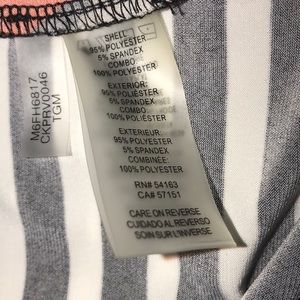 SHELL
95% POLYESTER
5% SPANDEX
COMBO
100% POLYESTER
EXTERIOR:
95% POLIÉSTER
5% SPANDEX
COMBO:
100% POLIÉSTER
EXTERIEUR:
95% POLYESTER
5% SPANDEX
COMBINEE:
100% POLYESTER
RN# 54163
CA# 57151
CARE ON REVERSE
CUIDADO AL REVERSO
SOIN SUR L'INVERSE
M6FH6817
CKPRV0046
TGM